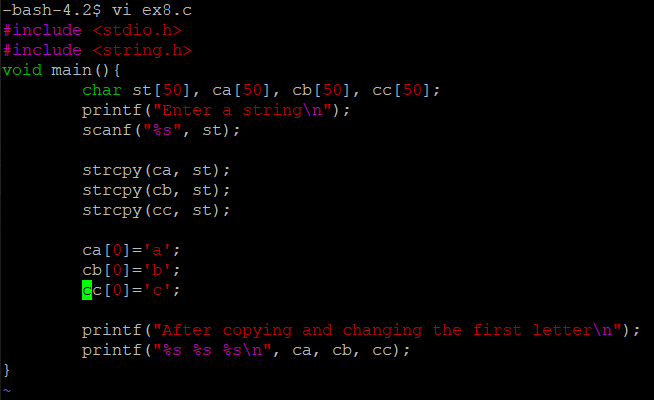 -bash-4.2$ vi ex8.c
#include <stdio.h>
#include <string.h>
void main(){
        char st[50], ca[50], cb[50], cc[50];
        printf("Enter a string\n");
        scanf("%s", st);

        strcpy(ca, st);
        strcpy(cb, st);
        strcpy(cc, st);

        ca[0]='a';
        cb[0]='b';
        cc[0]='c';

        printf("After copying and changing the first letter\n");
        printf("%s %s %s\n", ca, cb, cc);
}
~